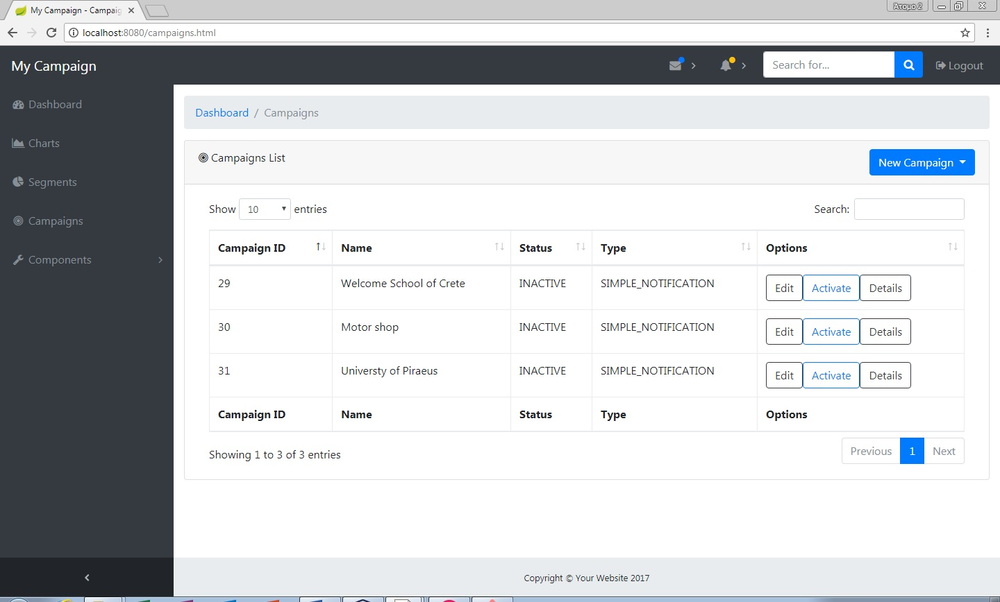 My Campaign - Campaig
Ατομο 2
localhost:8080/campaigns.html
My Campaign
Search for...
Logout
Dashboard
Charts
Segments
Campaigns
Components
Dashboard / Campaigns
Campaigns List
New Campaign
Show 10 entries
Search:
Campaign ID Name Status Type Options
29 Welcome School of Crete INACTIVE SIMPLE_NOTIFICATION Edit Activate Details
30 Motor shop INACTIVE SIMPLE_NOTIFICATION Edit Activate Details
31 Universty of Piraeus INACTIVE SIMPLE_NOTIFICATION Edit Activate Details
Campaign ID Name Status Type Options
Showing 1 to 3 of 3 entries
Previous 1 Next
Copyright © Your Website 2017